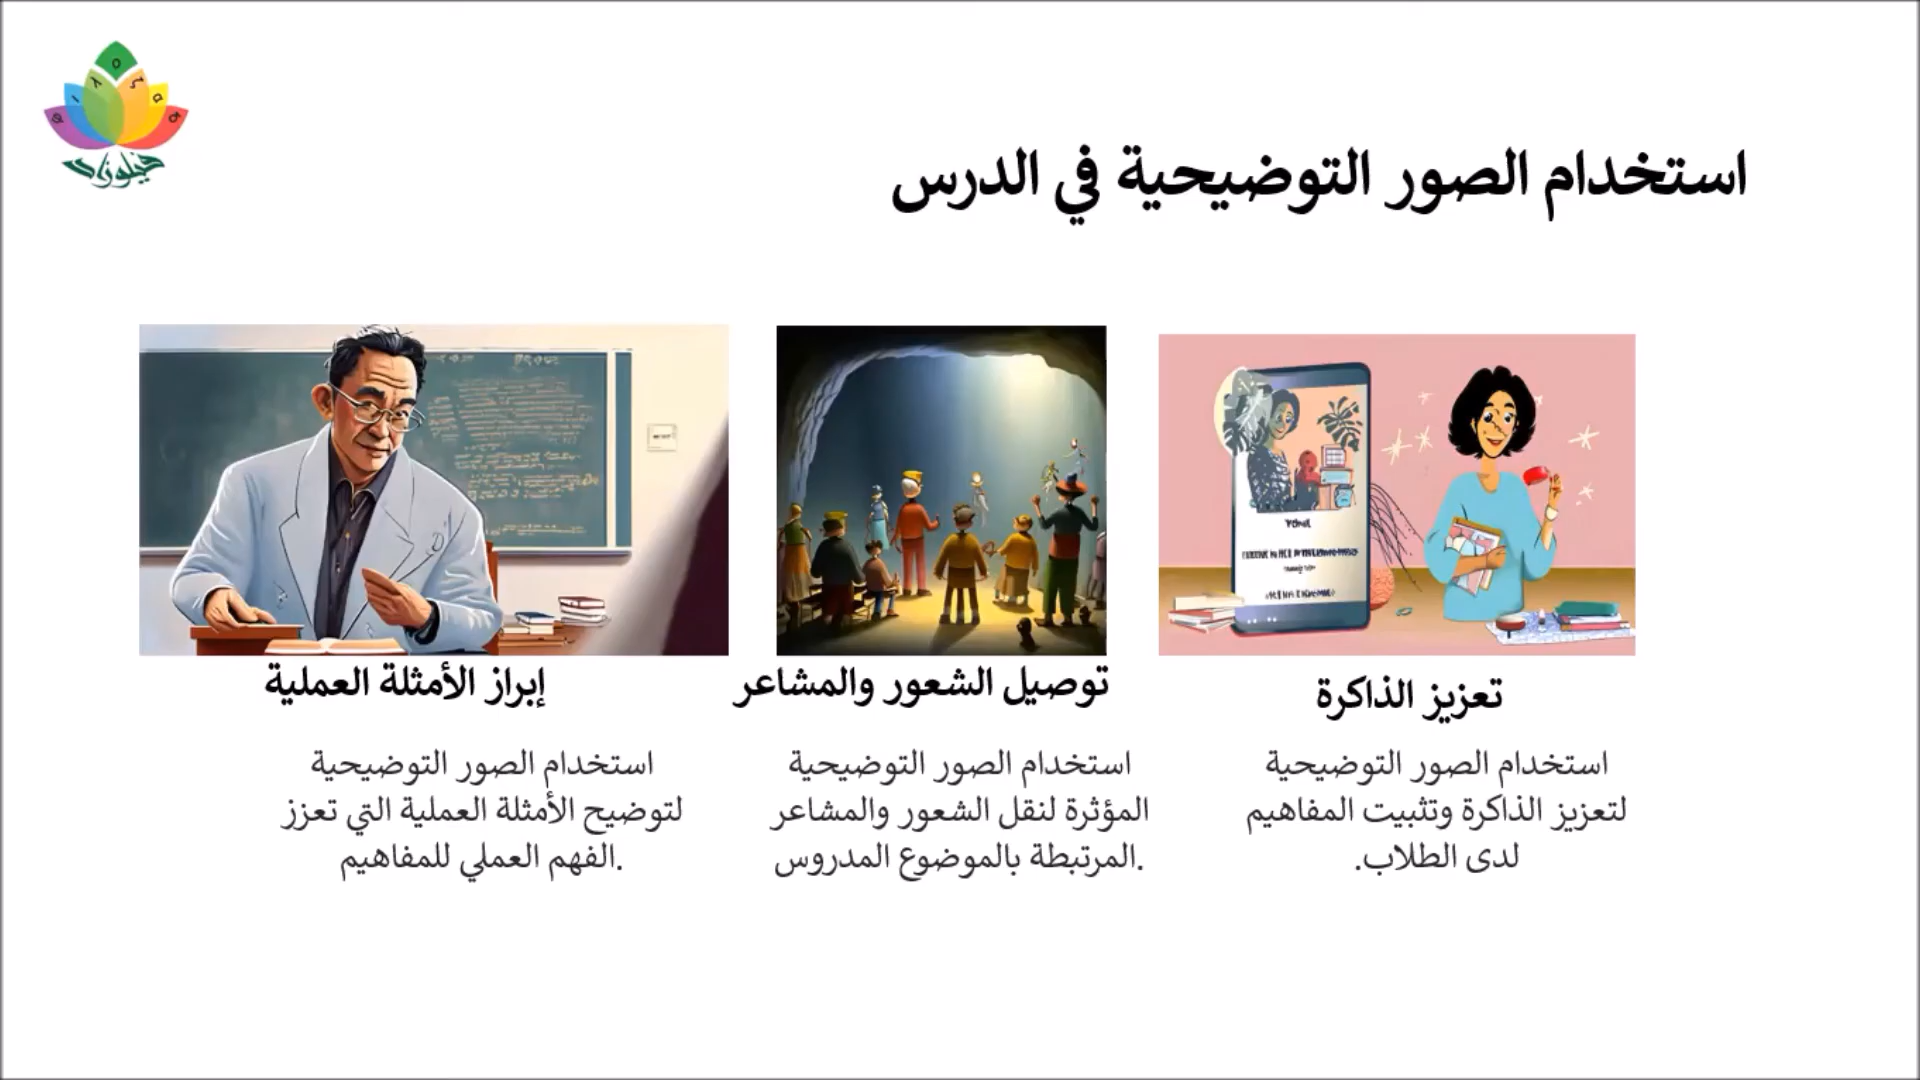 استخدام الصور التوضيحية في الدرس
تعزيز الذاكرة
استخدام الصور التوضيحية
لتعزيز الذاكرة وتثبيت المفاهيم
لدى الطلاب.
توصيل الشعور والمشاعر
استخدام الصور التوضيحية
المؤثرة لنقل الشعور والمشاعر
.المرتبطة بالموضوع المدروس
إبراز الأمثلة العملية
استخدام الصور التوضيحية
لتوضيح الأمثلة العملية التي تعزز
.الفهم العملي للمفاهيم